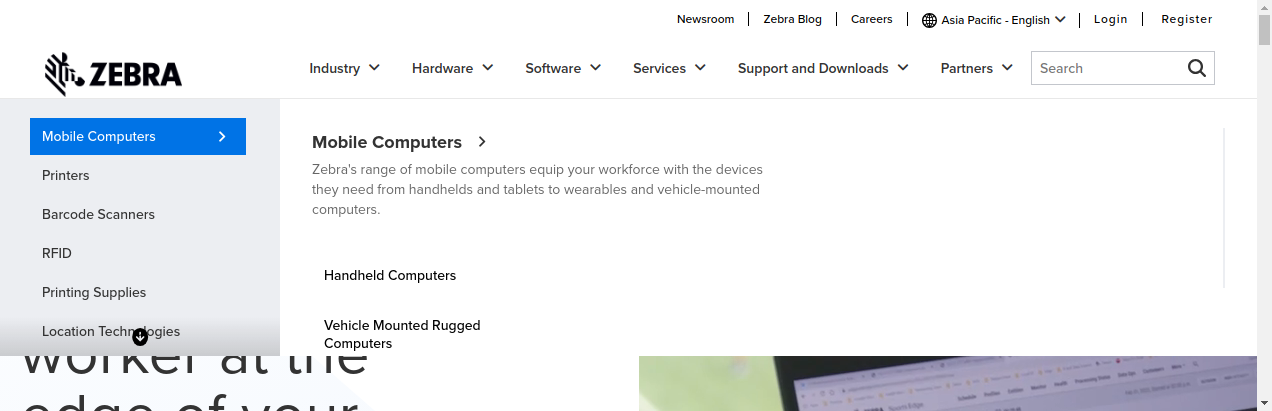 Newsroom
Zebra Blog
Careers
Asia Pacific - English
Login
Register
ZEBRA
Industry
Hardware
Software
Services
Support and Downloads
Partners
Search
Mobile Computers
Printers
Barcode Scanners
RFID
Printing Supplies
Location Technologies
Mobile Computers
Zebra's range of mobile computers equip your workforce with the devices
they need from handhelds and tablets to wearables and vehicle-mounted
computers.
Handheld Computers
Vehicle Mounted Rugged
Computers
worker at the
edge of your